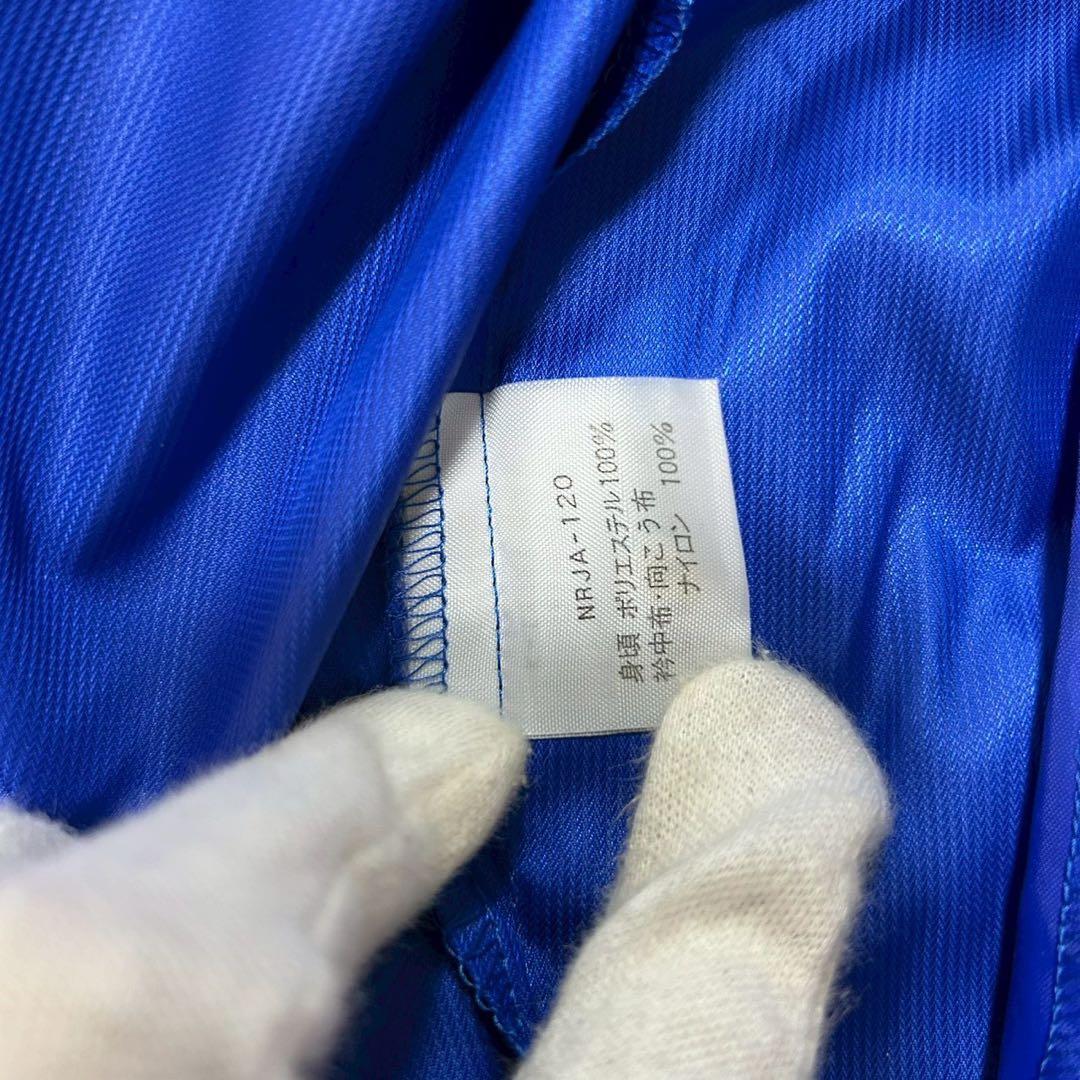 NRJA-120
身頃 ポリエステル100%
衿中布・向こう布
ナイロン 100%